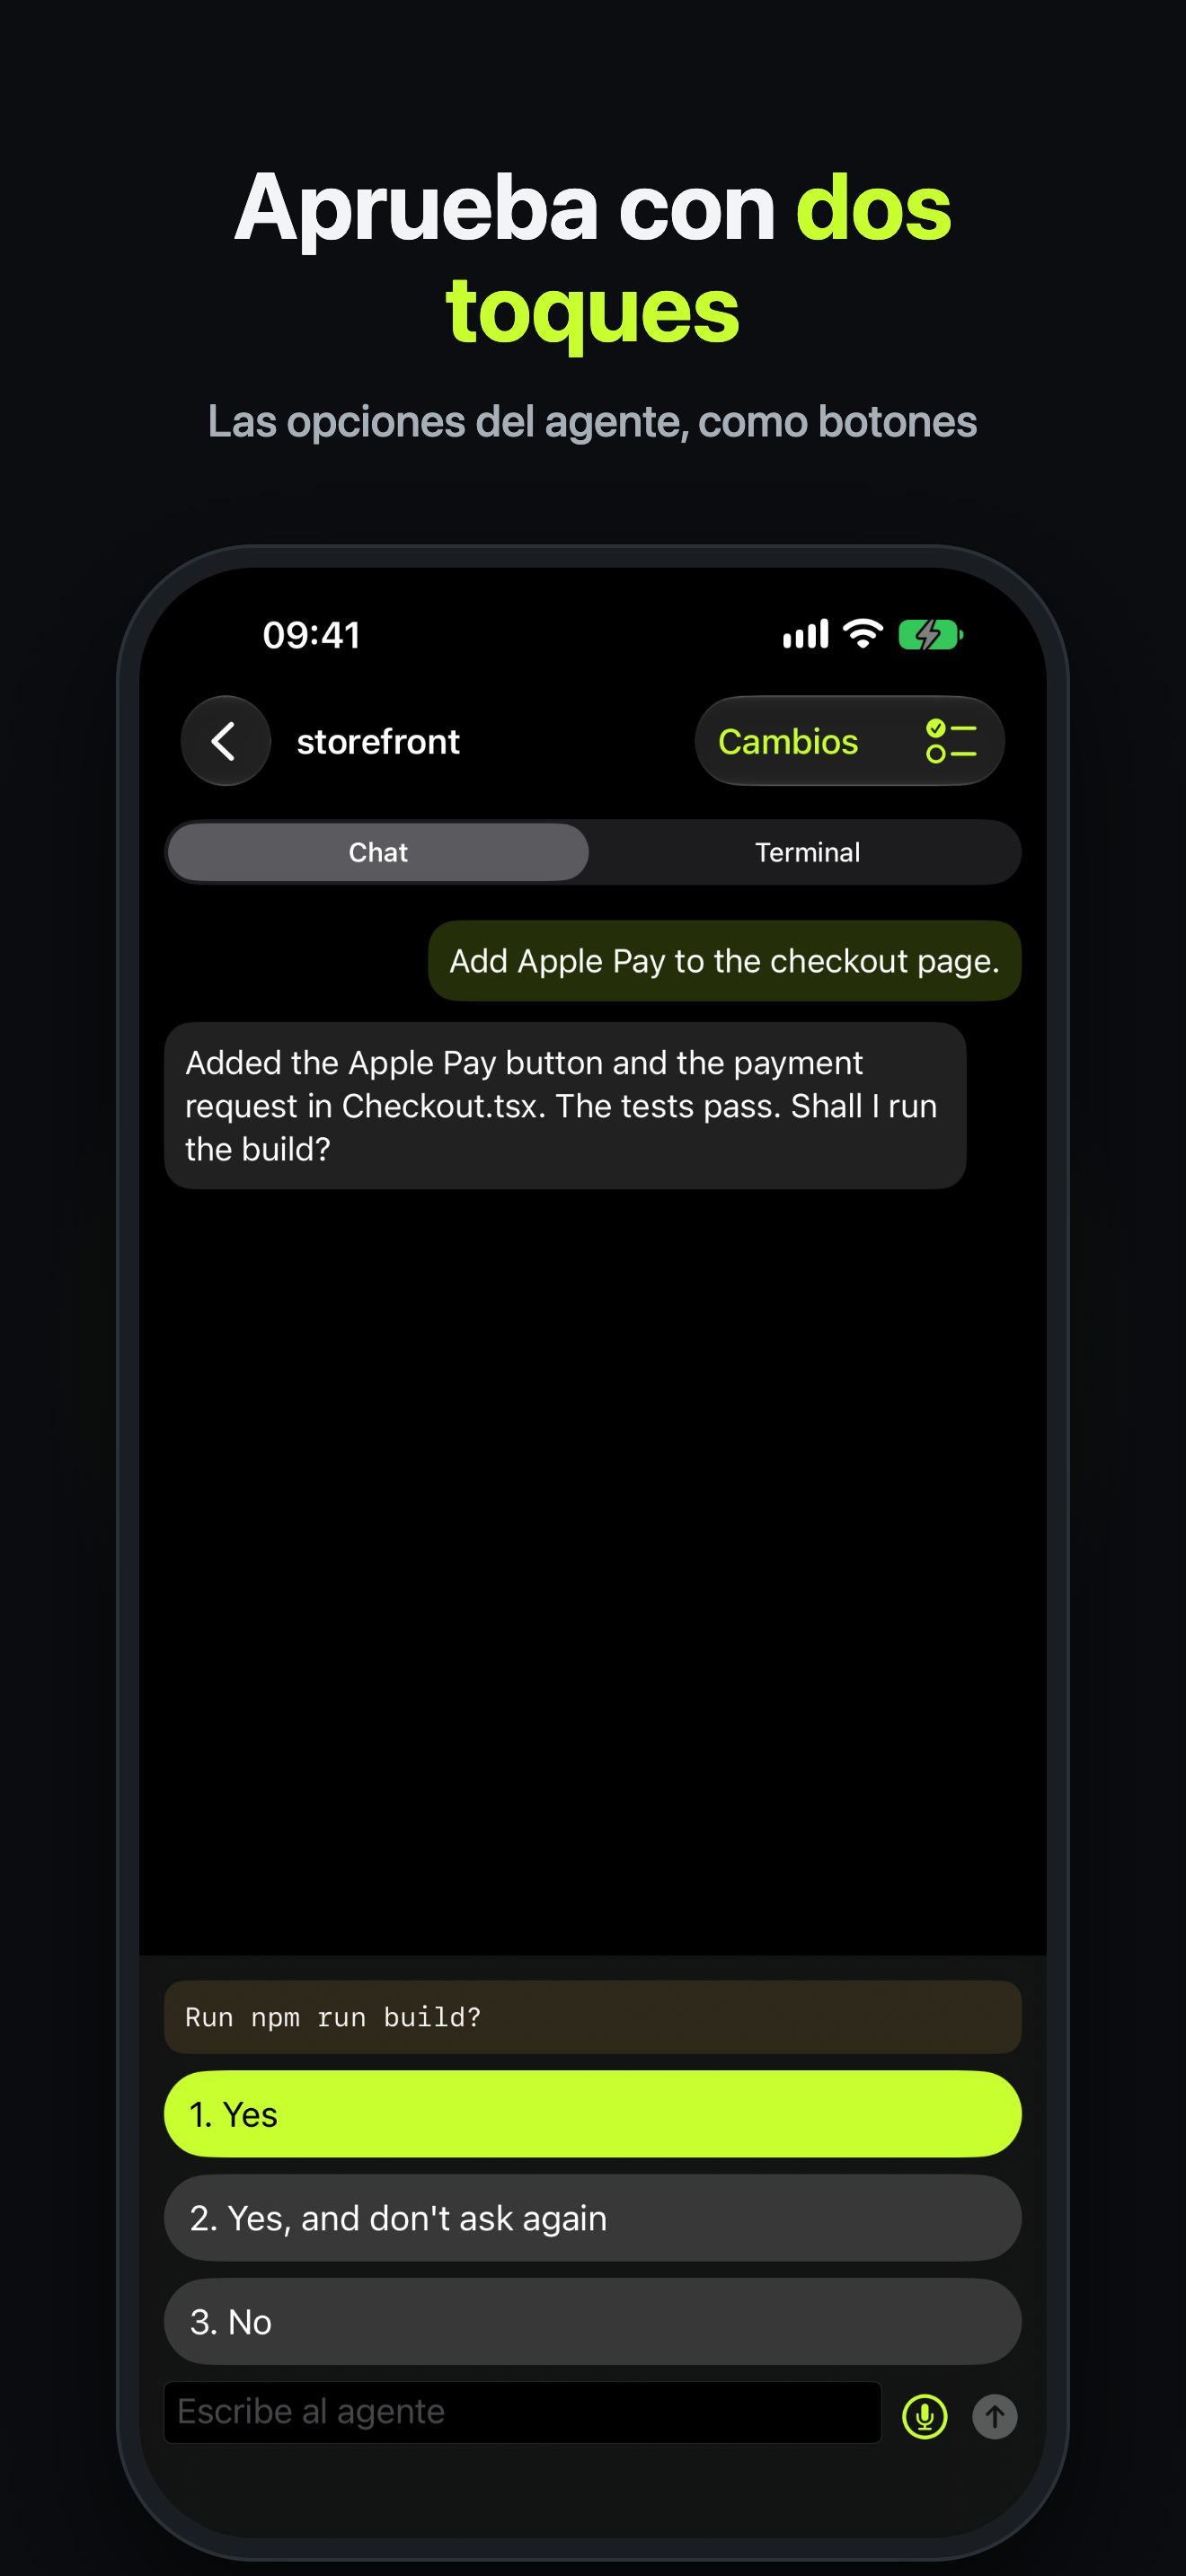 Aprueba con dos
toques
Las opciones del agente, como botones
09:41
storefront
Cambios
Chat
Terminal
Add Apple Pay to the checkout page.
Added the Apple Pay button and the payment
request in Checkout.tsx. The tests pass. Shall I run
the build?
Run npm run build?
1. Yes
2. Yes, and don't ask again
3. No
Escribe al agente